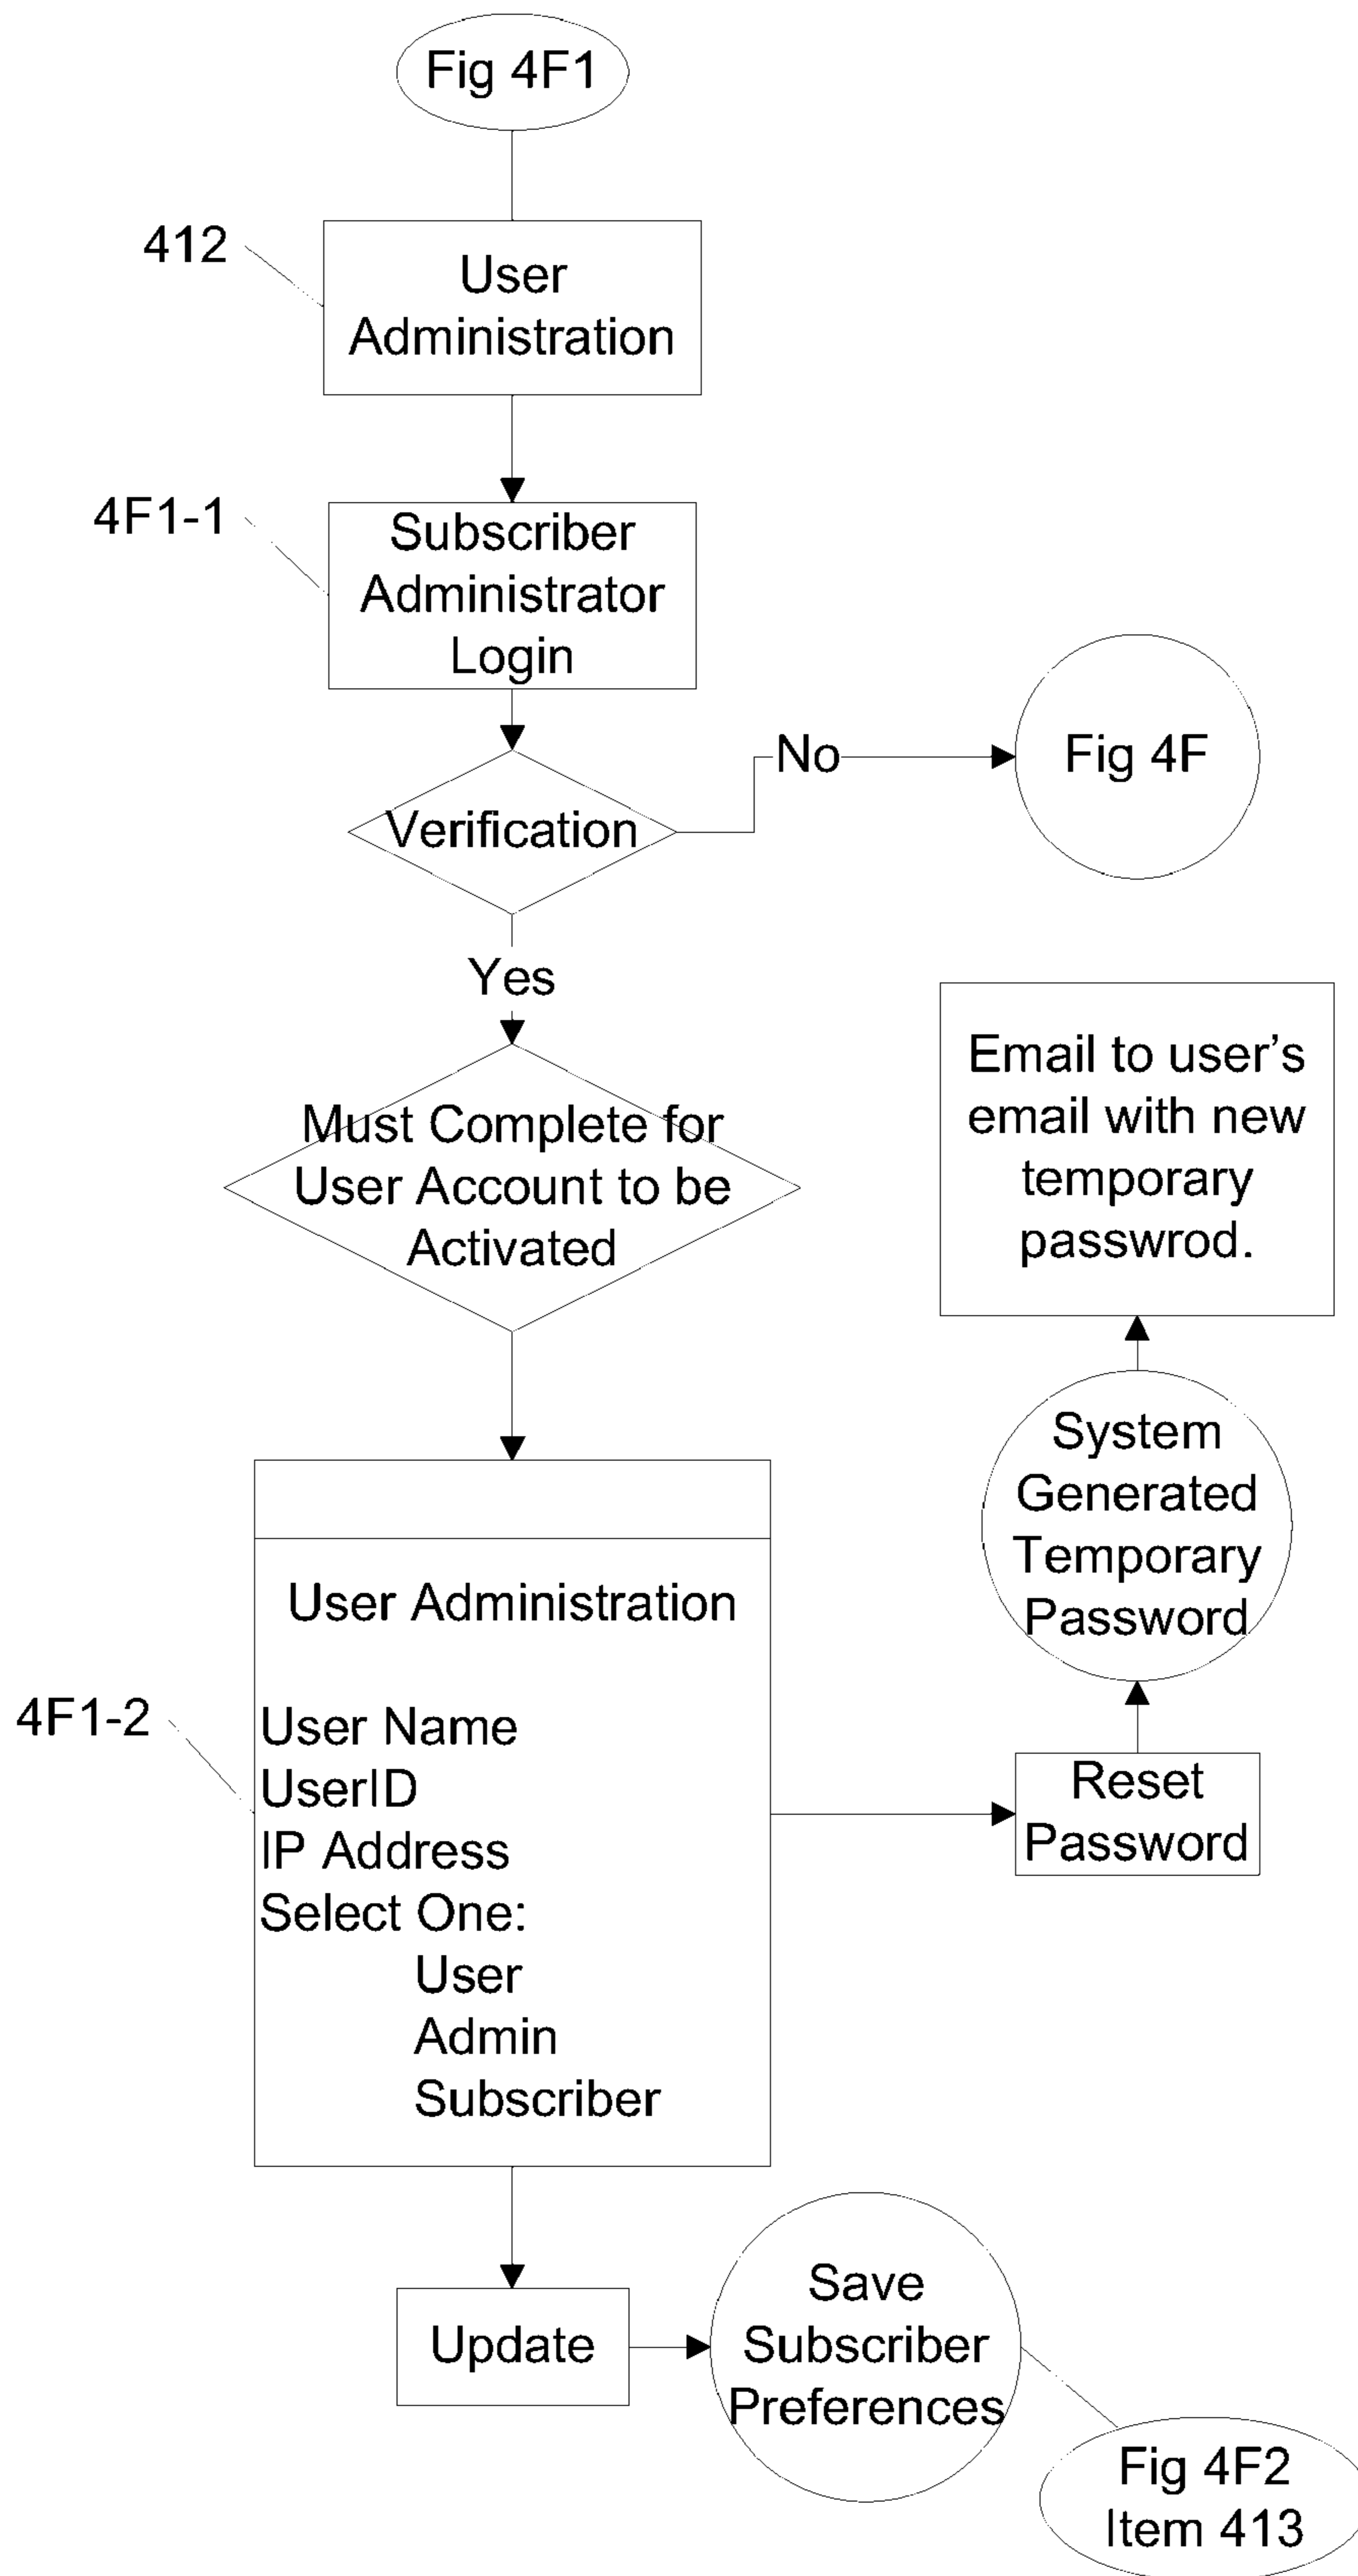 Fig 4F1
412
User
Administration
4F1-1
Subscriber
Administrator
Login
Verification
No
Fig 4F
Yes
Must Complete for
User Account to be
Activated
Email to user’s
email with new
temporary
passwrod.
System
Generated
Temporary
Password
Reset
Password
User Administration
4F1-2
User Name
UserID
IP Address
Select One:
User
Admin
Subscriber
Update
Save
Subscriber
Preferences
Fig 4F2
Item 413